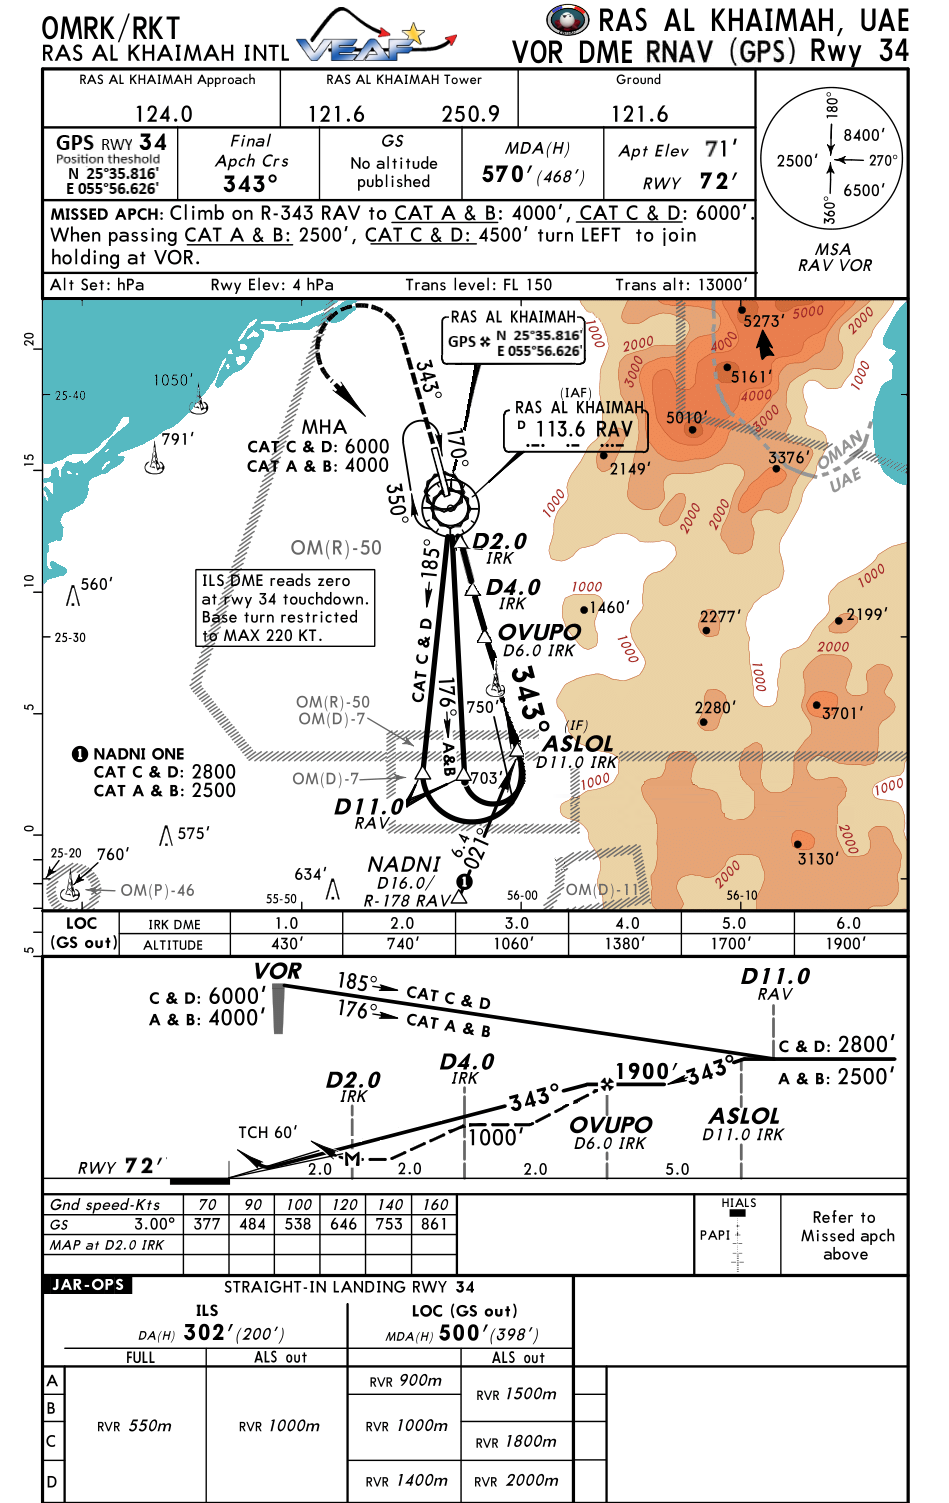 OMRK/RKT
RAS AL KHAIMAH INTL
VEAF
RAS AL KHAIMAH, UAE
VOR DME RNAV (GPS) Rwy 34
RAS AL KHAIMAH Approach
124.0
RAS AL KHAIMAH Tower
121.6 250.9
Ground
121.6
GPS RWY 34
Position theshold
N 25°35.816'
E 055°56.626'
Final
Apch Crs
343°
GS
No altitude
published
MDA(H)
570' (468')
Apt Elev 71'
RWY 72'
180°
8400'
2500'
270°
6500'
360°
MSA
RAV VOR
MISSED APCH: Climb on R-343 RAV to CAT A & B: 4000', CAT C & D: 6000'.
When passing CAT A & B: 2500', CAT C & D: 4500' turn LEFT to join
holding at VOR.
Alt Set: hPa Rwy Elev: 4 hPa Trans level: FL 150 Trans alt: 13000'
20
25-40
15
10
25-30
5
0
25-20
5
1050'
791'
560'
575'
760'
634'
MHA
CAT C & D: 6000
CAT A & B: 4000
343°
170°
350°
RAS AL KHAIMAH
GPS N 25°35.816'
E 055°56.626'
(IAF)
RAS AL KHAIMAH
D 113.6 RAV
OM(R)-50
ILS DME reads zero
at rwy 34 touchdown.
Base turn restricted
to MAX 220 KT.
D2.0
IRK
D4.0
IRK
OVUPO
D6.0 IRK
343°
750'
(IF)
ASLOL
D11.0 IRK
CAT C & D
185°
176°
A&B
703'
OM(R)-50
OM(D)-7
OM(D)-7
D11.0
RAV
1 NADNI ONE
CAT C & D: 2800
CAT A & B: 2500
6.4
021°
1
NADNI
D16.0/
R-178 RAV
OM(P)-46
OM(D)-11
55-50
56-00
56-10
5273'
5161'
5010'
3376'
2149'
1460'
2277'
2199'
2280'
3701'
3130'
OMAN
UAE
1000
2000
3000
4000
5000
2000
4000
3000
1000
1000
2000
2000
1000
1000
1000
1000
2000
1000
1000
2000
2000
LOC
(GS out)
IRK DME 1.0 2.0 3.0 4.0 5.0 6.0
ALTITUDE 430' 740' 1060' 1380' 1700' 1900'
VOR
C & D: 6000'
A & B: 4000'
185° CAT C & D
176° CAT A & B
D11.0
RAV
C & D: 2800'
A & B: 2500'
D2.0
IRK
D4.0
IRK
343°
1900'
343°
OVUPO
D6.0 IRK
ASLOL
D11.0 IRK
1000'
TCH 60'
M
RWY 72'
2.0 2.0 2.0 5.0
Gnd speed-Kts 70 90 100 120 140 160
GS 3.00° 377 484 538 646 753 861
MAP at D2.0 IRK
HIALS
PAPI
Refer to
Missed apch
above
JAR-OPS
STRAIGHT-IN LANDING RWY 34
ILS
DA(H) 302' (200')
LOC (GS out)
MDA(H) 500' (398')
FULL ALS out ALS out
A
B
C
D
RVR 550m
RVR 1000m
RVR 900m
RVR 1000m
RVR 1400m
RVR 1500m
RVR 1800m
RVR 2000m